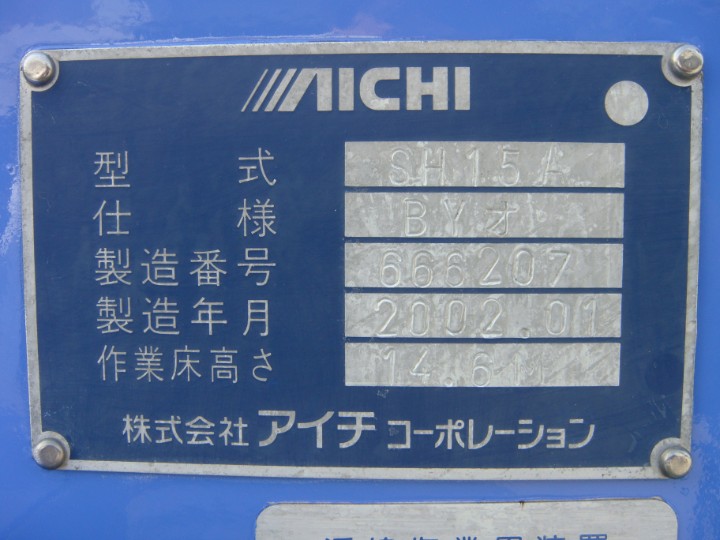 AICHI
型式 SH15A
仕様 BYオ
製造番号 666207
製造年月 2002.01
作業床高さ 14.6M
株式会社 アイチ コーポレーション